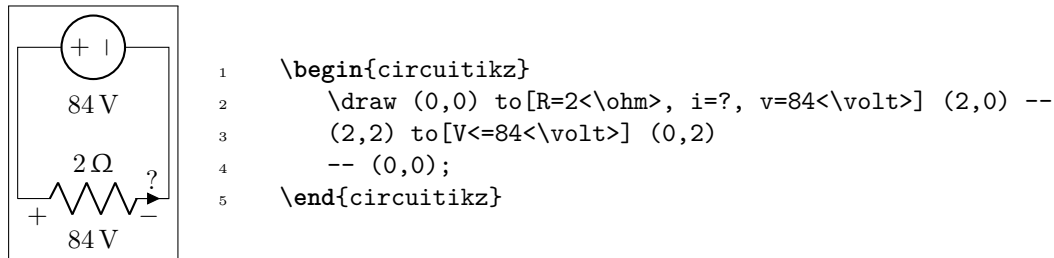 + −
84 V
2 Ω
?
+ −
84 V
1 \begin{circuitikz}
2 \draw (0,0) to[R=2<\ohm>, i=?, v=84<\volt>] (2,0) --
3 (2,2) to[V<=84<\volt>] (0,2)
4 -- (0,0);
5 \end{circuitikz}